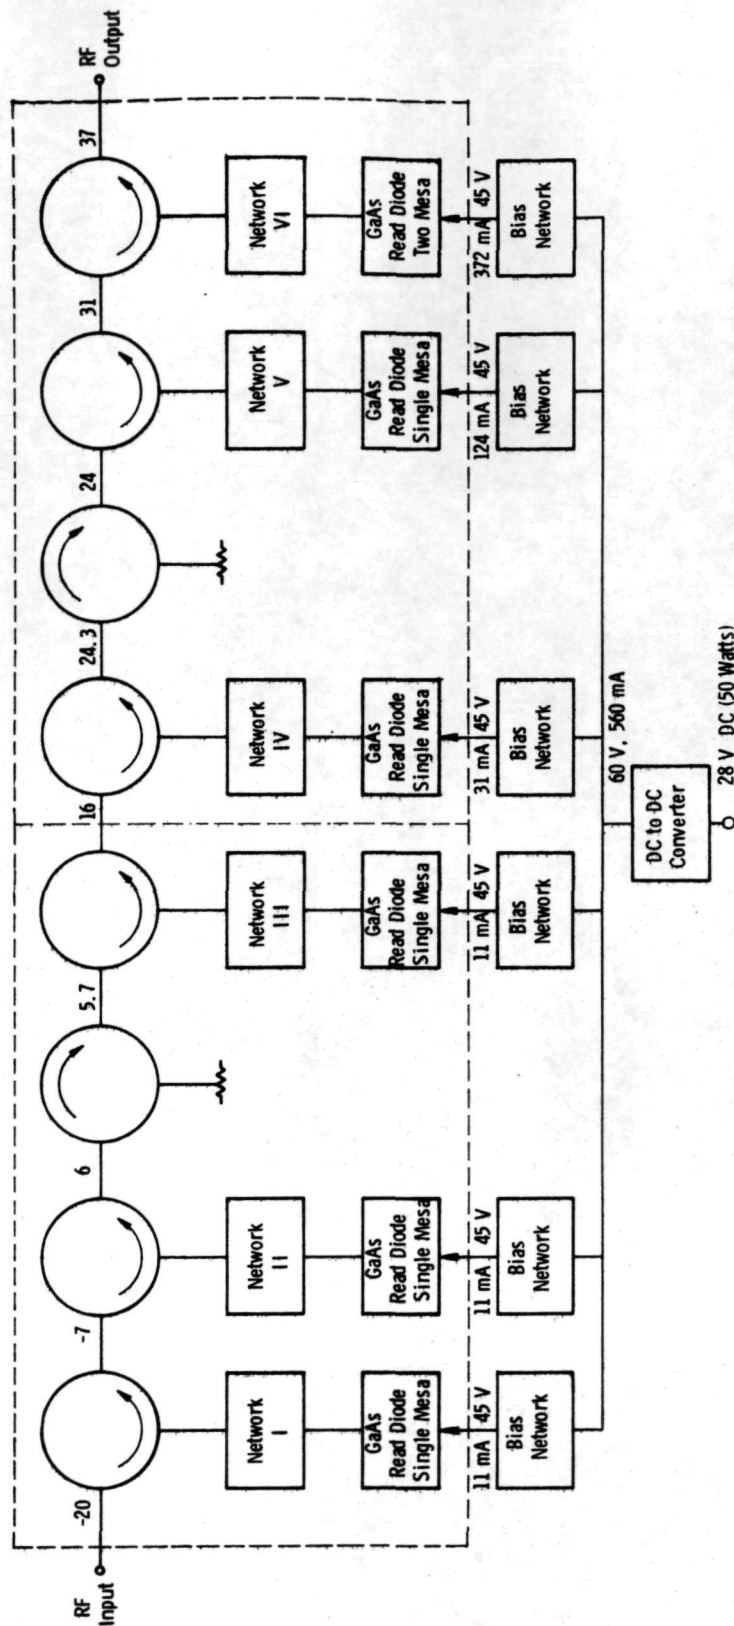 RF
Input
-20
-7
6
5.7
16
24.3
24
31
37
RF
Output
Network
I
Network
II
Network
III
Network
IV
Network
V
Network
VI
GaAs
Read Diode
Single Mesa
GaAs
Read Diode
Single Mesa
GaAs
Read Diode
Single Mesa
GaAs
Read Diode
Single Mesa
GaAs
Read Diode
Single Mesa
GaAs
Read Diode
Two Mesa
11 mA 45 V
11 mA 45 V
11 mA 45 V
31 mA 45 V
124 mA 45 V
372 mA 45 V
Bias
Network
Bias
Network
Bias
Network
Bias
Network
Bias
Network
Bias
Network
60 V, 560 mA
DC to DC
Converter
28 V DC (50 Watts)